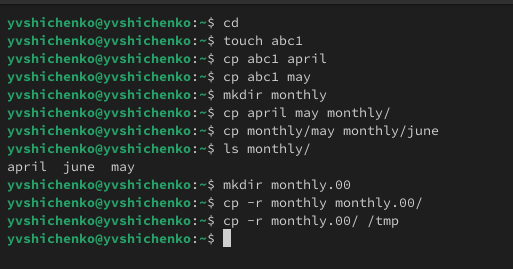 yvshichenko@yvshichenko:~$ cd
yvshichenko@yvshichenko:~$ touch abc1
yvshichenko@yvshichenko:~$ cp abc1 april
yvshichenko@yvshichenko:~$ cp abc1 may
yvshichenko@yvshichenko:~$ mkdir monthly
yvshichenko@yvshichenko:~$ cp april may monthly/
yvshichenko@yvshichenko:~$ cp monthly/may monthly/june
yvshichenko@yvshichenko:~$ ls monthly/
april  june  may
yvshichenko@yvshichenko:~$ mkdir monthly.00
yvshichenko@yvshichenko:~$ cp -r monthly monthly.00/
yvshichenko@yvshichenko:~$ cp -r monthly.00/ /tmp
yvshichenko@yvshichenko:~$